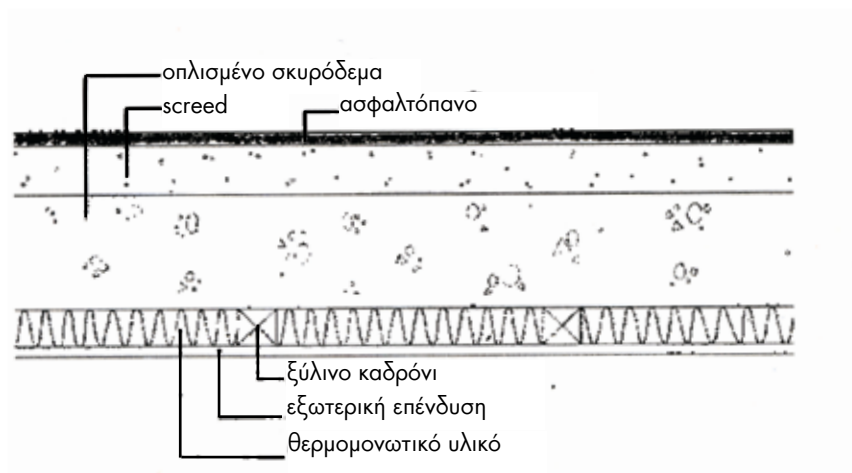 οπλισμένο σκυρόδεμα
screed
ασφαλτόπανο
ξύλινο καδρόνι
εξωτερική επένδυση
θερμομονωτικό υλικό